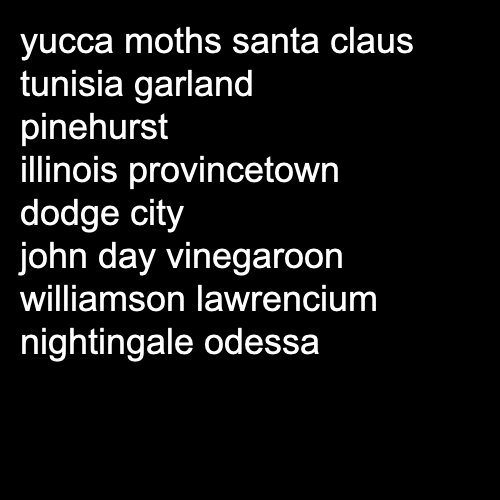 yucca moths santa claus
tunisia garland
pinehurst
illinois provincetown
dodge city
john day vinegaroon
williamson lawrencium
nightingale odessa